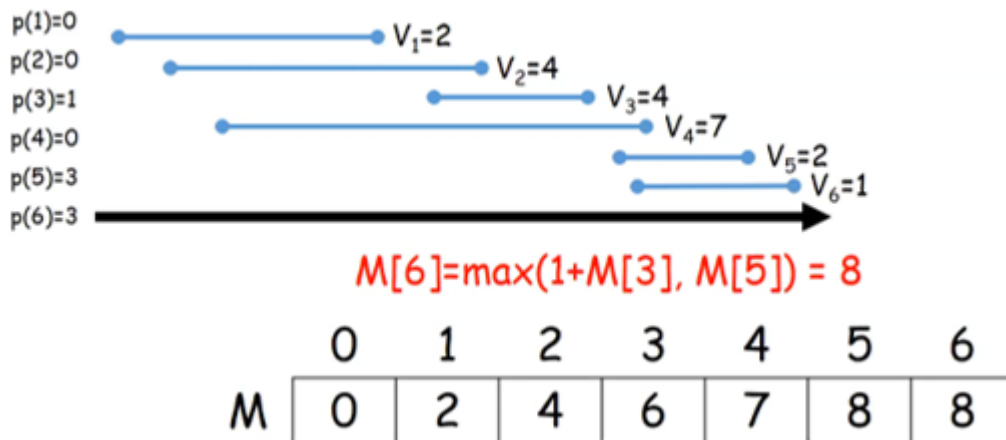 p(1)=0
V₁=2
p(2)=0
V₂=4
p(3)=1
V₃=4
p(4)=0
V₄=7
p(5)=3
V₅=2
V₆=1
p(6)=3
M[6]=max(1+M[3], M[5]) = 8
0 1 2 3 4 5 6
M 0 2 4 6 7 8 8